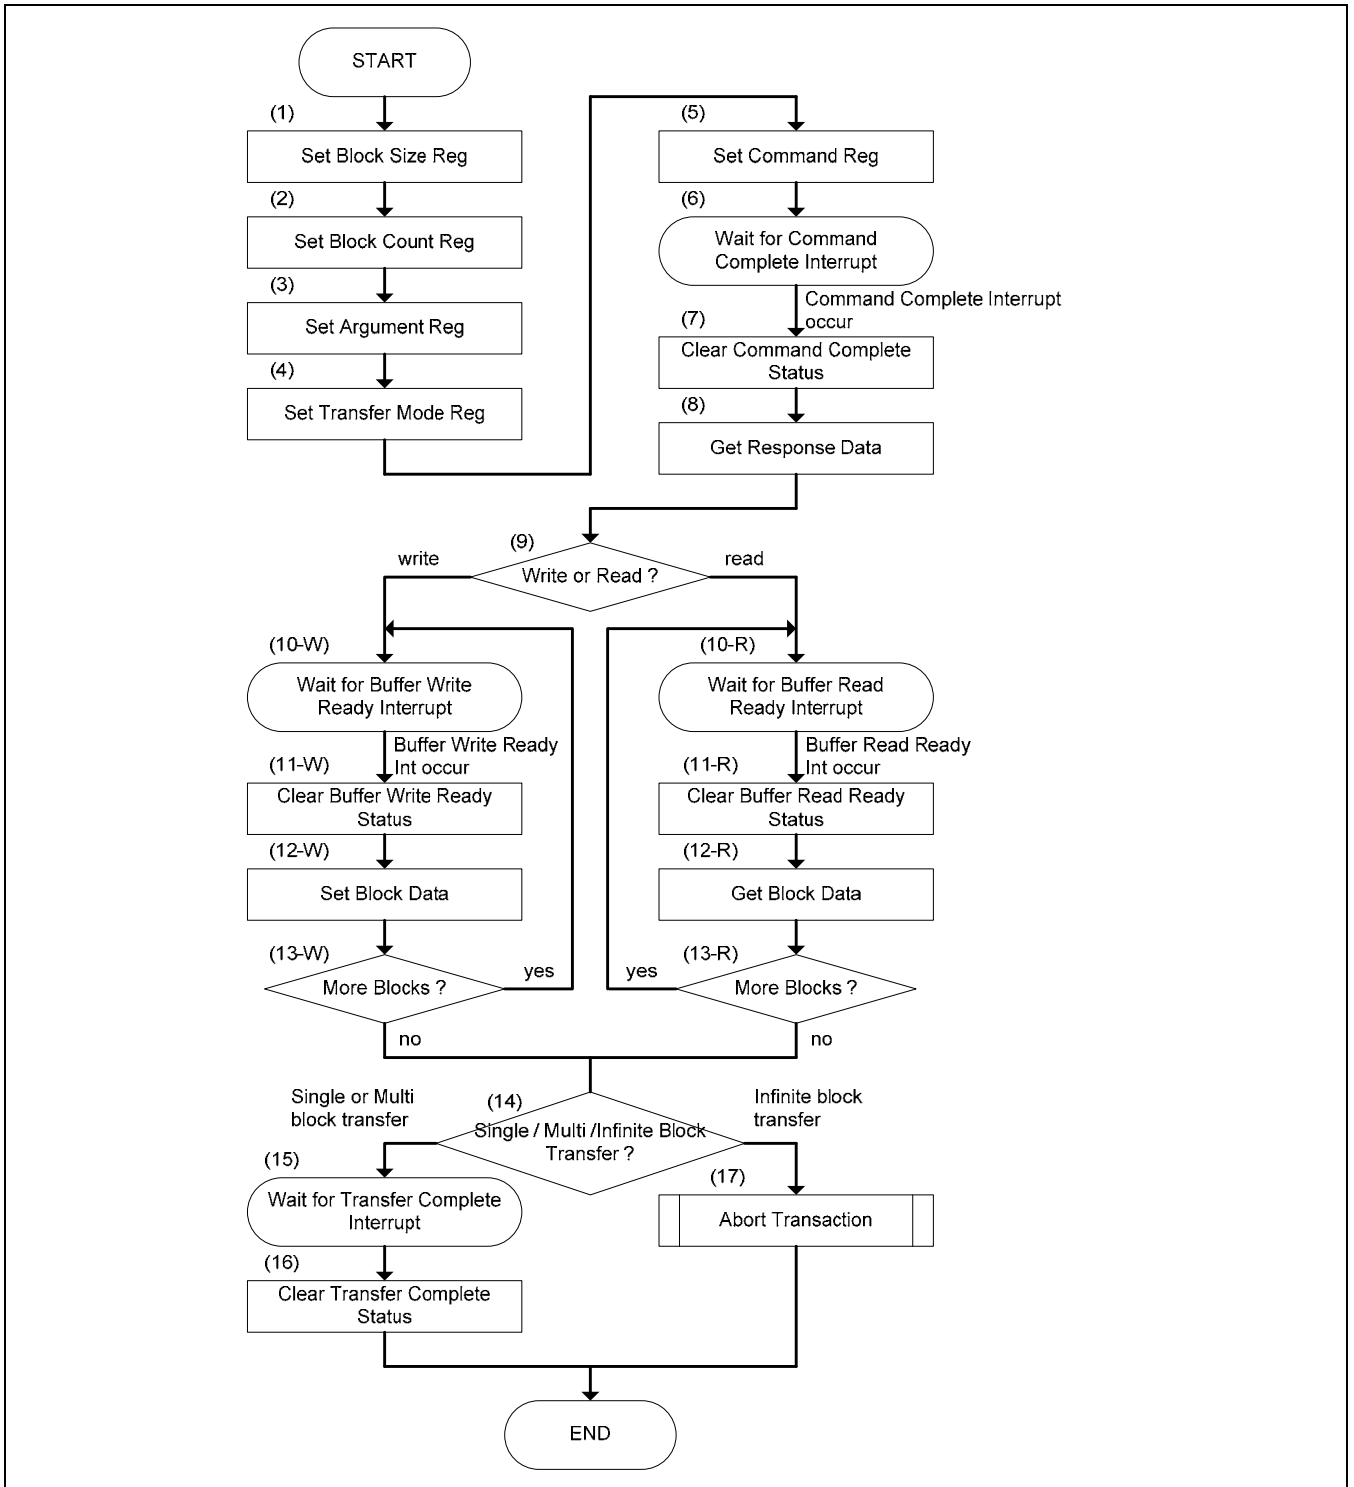 START
(1)
Set Block Size Reg
(2)
Set Block Count Reg
(3)
Set Argument Reg
(4)
Set Transfer Mode Reg
(5)
Set Command Reg
(6)
Wait for Command
Complete Interrupt
Command Complete Interrupt
occur
(7)
Clear Command Complete
Status
(8)
Get Response Data
(9)
write
Write or Read ?
read
(10-W)
Wait for Buffer Write
Ready Interrupt
Buffer Write Ready
Int occur
(11-W)
Clear Buffer Write Ready
Status
(12-W)
Set Block Data
(13-W)
More Blocks ?
yes
no
(10-R)
Wait for Buffer Read
Ready Interrupt
Buffer Read Ready
Int occur
(11-R)
Clear Buffer Read Ready
Status
(12-R)
Get Block Data
(13-R)
yes
More Blocks ?
no
Single or Multi
block transfer
(14)
Single / Multi /Infinite Block
Transfer ?
Infinite block
transfer
(15)
Wait for Transfer Complete
Interrupt
(16)
Clear Transfer Complete
Status
(17)
Abort Transaction
END